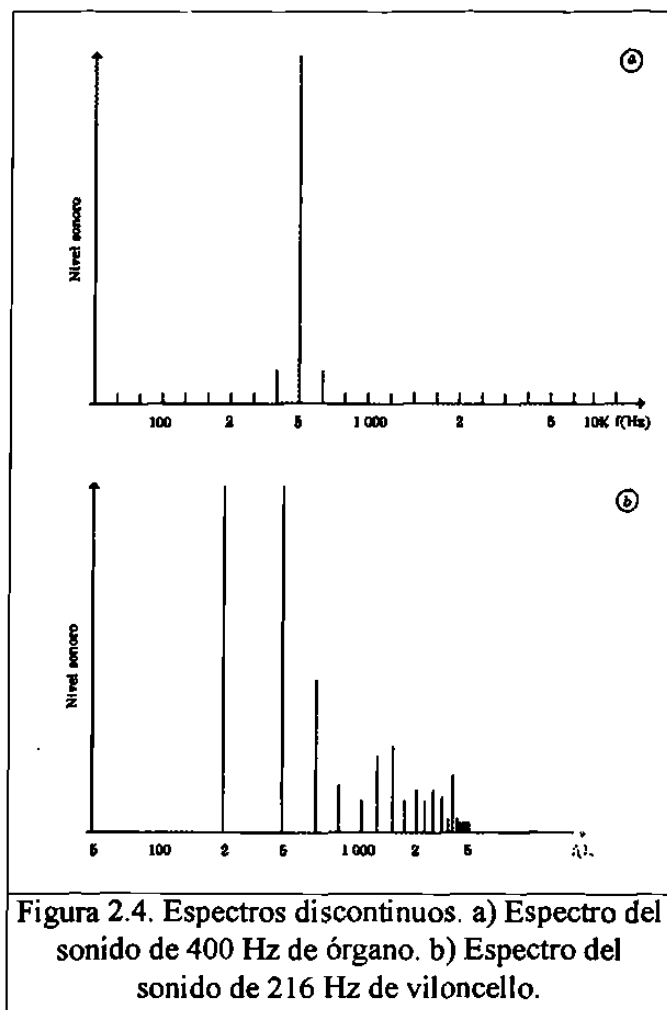 a
Nivel sonoro
100 2 5 1 000 2 5 10K f(Hz)
b
Nivel sonoro
5 100 2 5 1 000 2 5
Figura 2.4. Espectros discontinuos. a) Espectro del
sonido de 400 Hz de órgano. b) Espectro del
sonido de 216 Hz de viloncello.